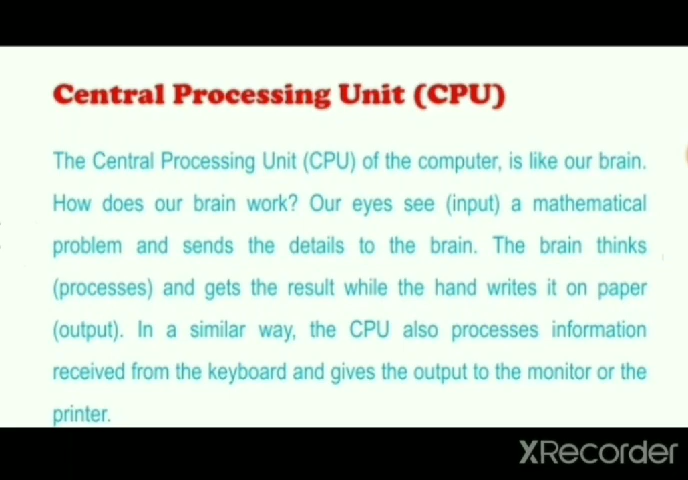 Central Processing Unit (CPU)
The Central Processing Unit (CPU) of the computer, is like our brain.
How does our brain work? Our eyes see (input) a mathematical
problem and sends the details to the brain. The brain thinks
(processes) and gets the result while the hand writes it on paper
(output). In a similar way, the CPU also processes information
received from the keyboard and gives the output to the monitor or the
printer.
XRecorder